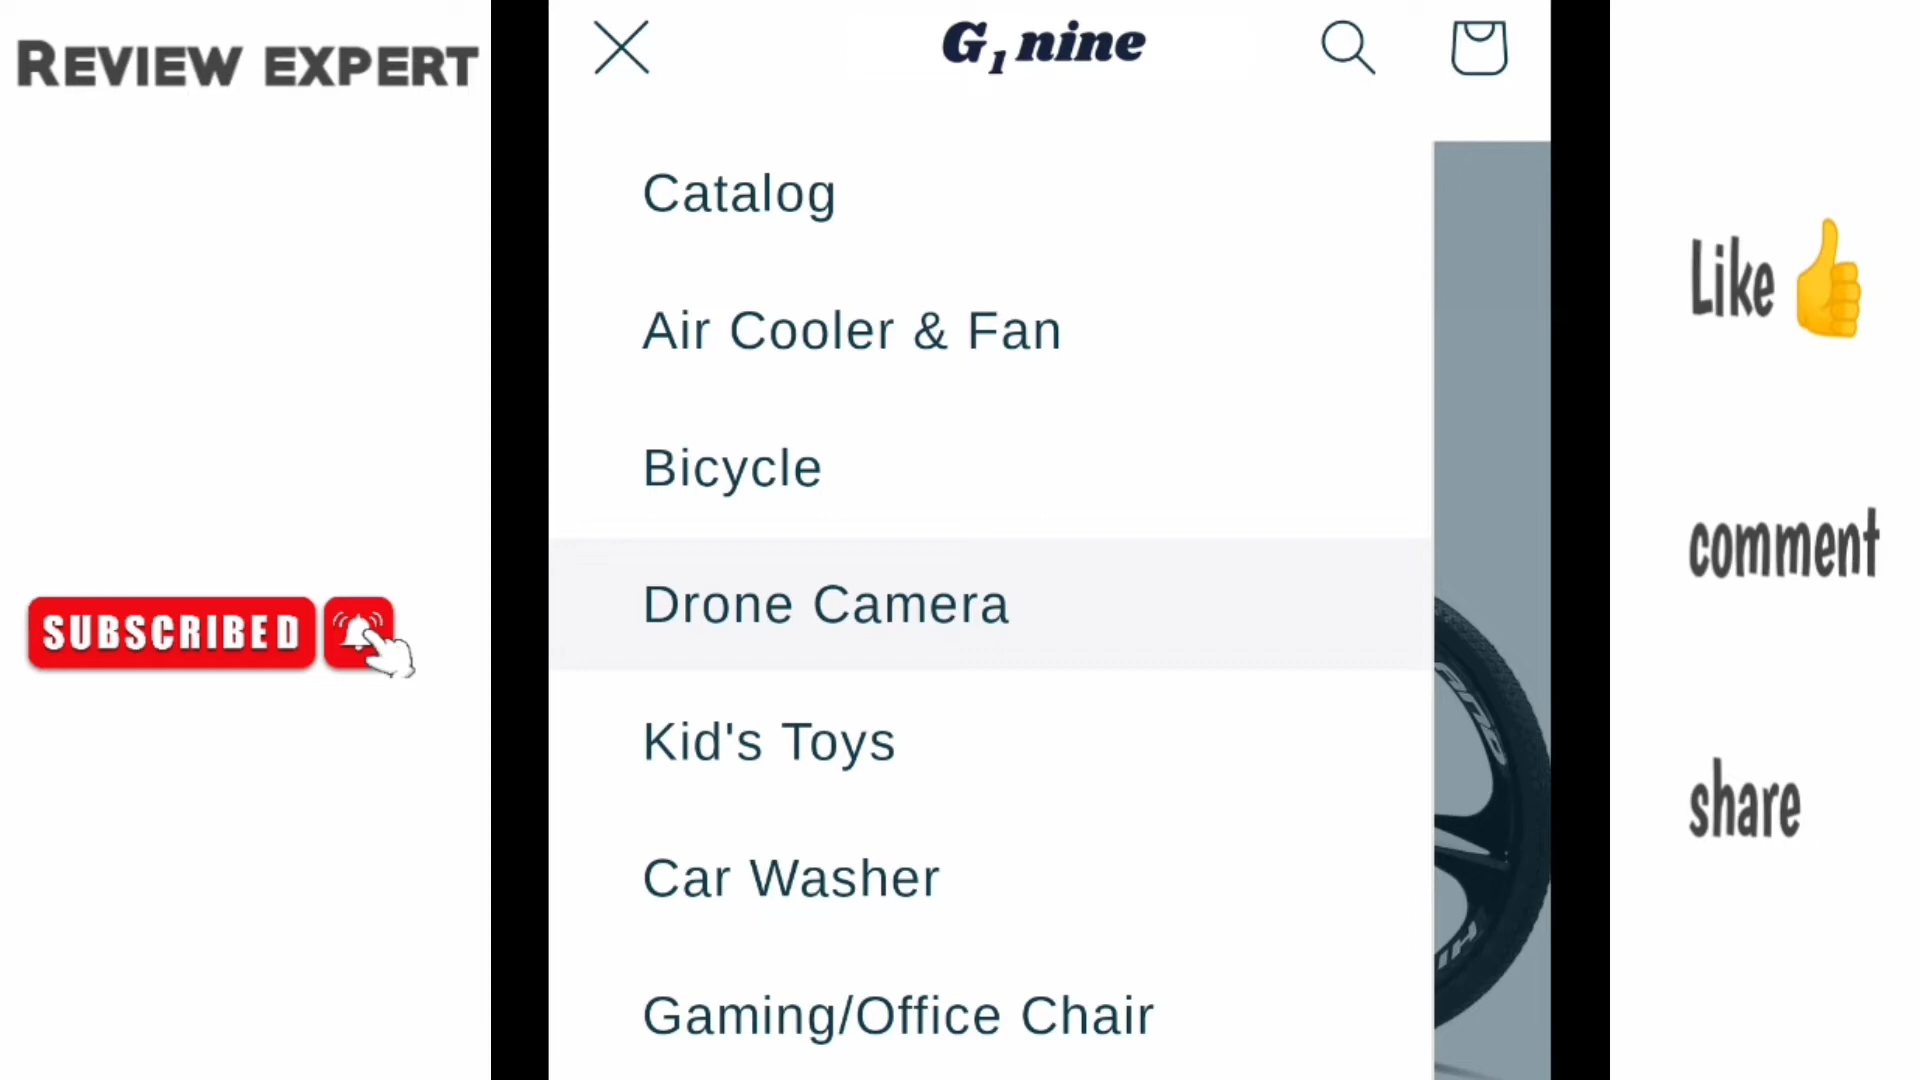 REVIEW EXPERT
G1 nine
Catalog
Air Cooler & Fan
Bicycle
Drone Camera
Kid's Toys
Car Washer
Gaming/Office Chair
SUBSCRIBED
Like
comment
share